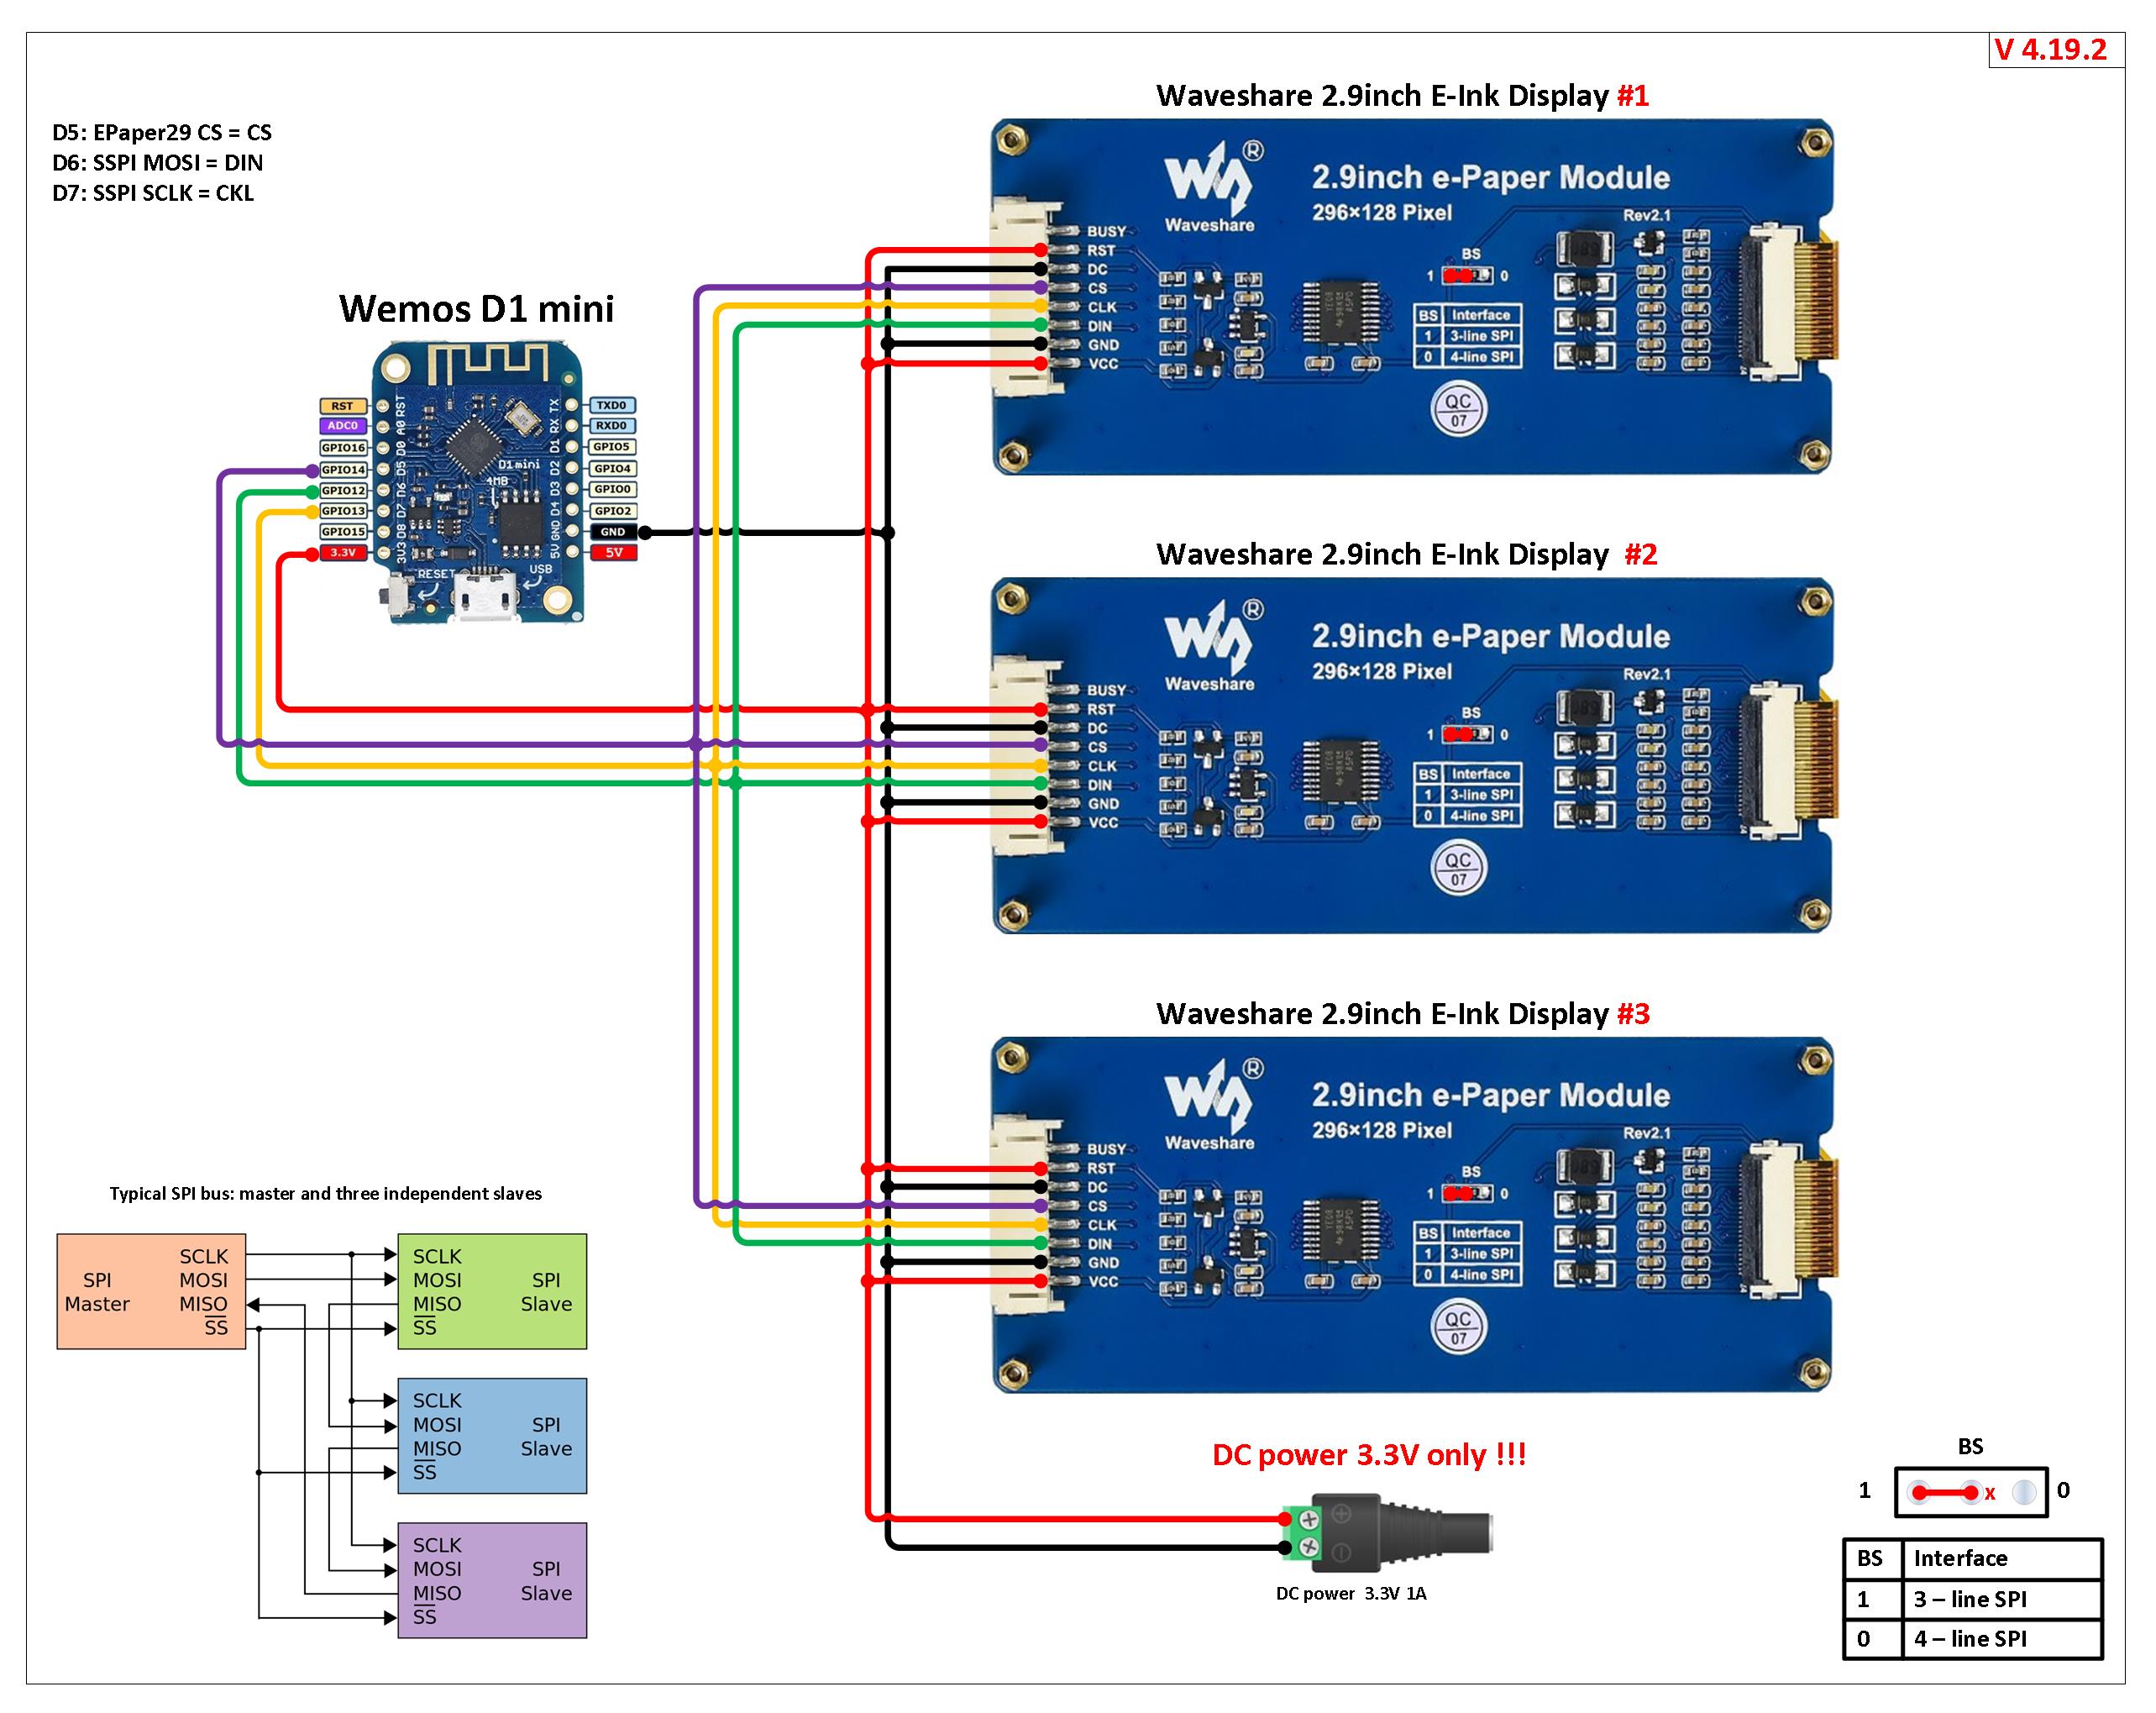 V 4.19.2
D5: EPaper29 CS = CS
D6: SSPI MOSI = DIN
D7: SSPI SCLK = CKL
Wemos D1 mini
RST RST TX TXD0
ADC0 A0 RX RXD0
GPIO16 D0 D1 GPIO5
GPIO14 D5 D2 GPIO4
GPIO12 D6 D3 GPIO0
GPIO13 D7 D4 GPIO2
GPIO15 D8 GND GND
3.3V 3V3 5V 5V
D1 mini
4MB
RESET
USB
Waveshare 2.9inch E-Ink Display #1
Waveshare
®
2.9inch e-Paper Module
296×128 Pixel
Rev2.1
BUSY
RST
DC
CS
CLK
DIN
GND
VCC
BS
1 0
BS Interface
1 3-line SPI
0 4-line SPI
QC
07
Waveshare 2.9inch E-Ink Display #2
Waveshare
®
2.9inch e-Paper Module
296×128 Pixel
Rev2.1
BUSY
RST
DC
CS
CLK
DIN
GND
VCC
BS
1 0
BS Interface
1 3-line SPI
0 4-line SPI
QC
07
Waveshare 2.9inch E-Ink Display #3
Waveshare
®
2.9inch e-Paper Module
296×128 Pixel
Rev2.1
BUSY
RST
DC
CS
CLK
DIN
GND
VCC
BS
1 0
BS Interface
1 3-line SPI
0 4-line SPI
QC
07
Typical SPI bus: master and three independent slaves
SPI
Master
SCLK
MOSI
MISO
SS
SCLK
MOSI SPI
MISO Slave
SS
SCLK
MOSI SPI
MISO Slave
SS
SCLK
MOSI SPI
MISO Slave
SS
DC power 3.3V only !!!
DC power 3.3V 1A
BS
1 x 0
BS Interface
1 3 – line SPI
0 4 – line SPI